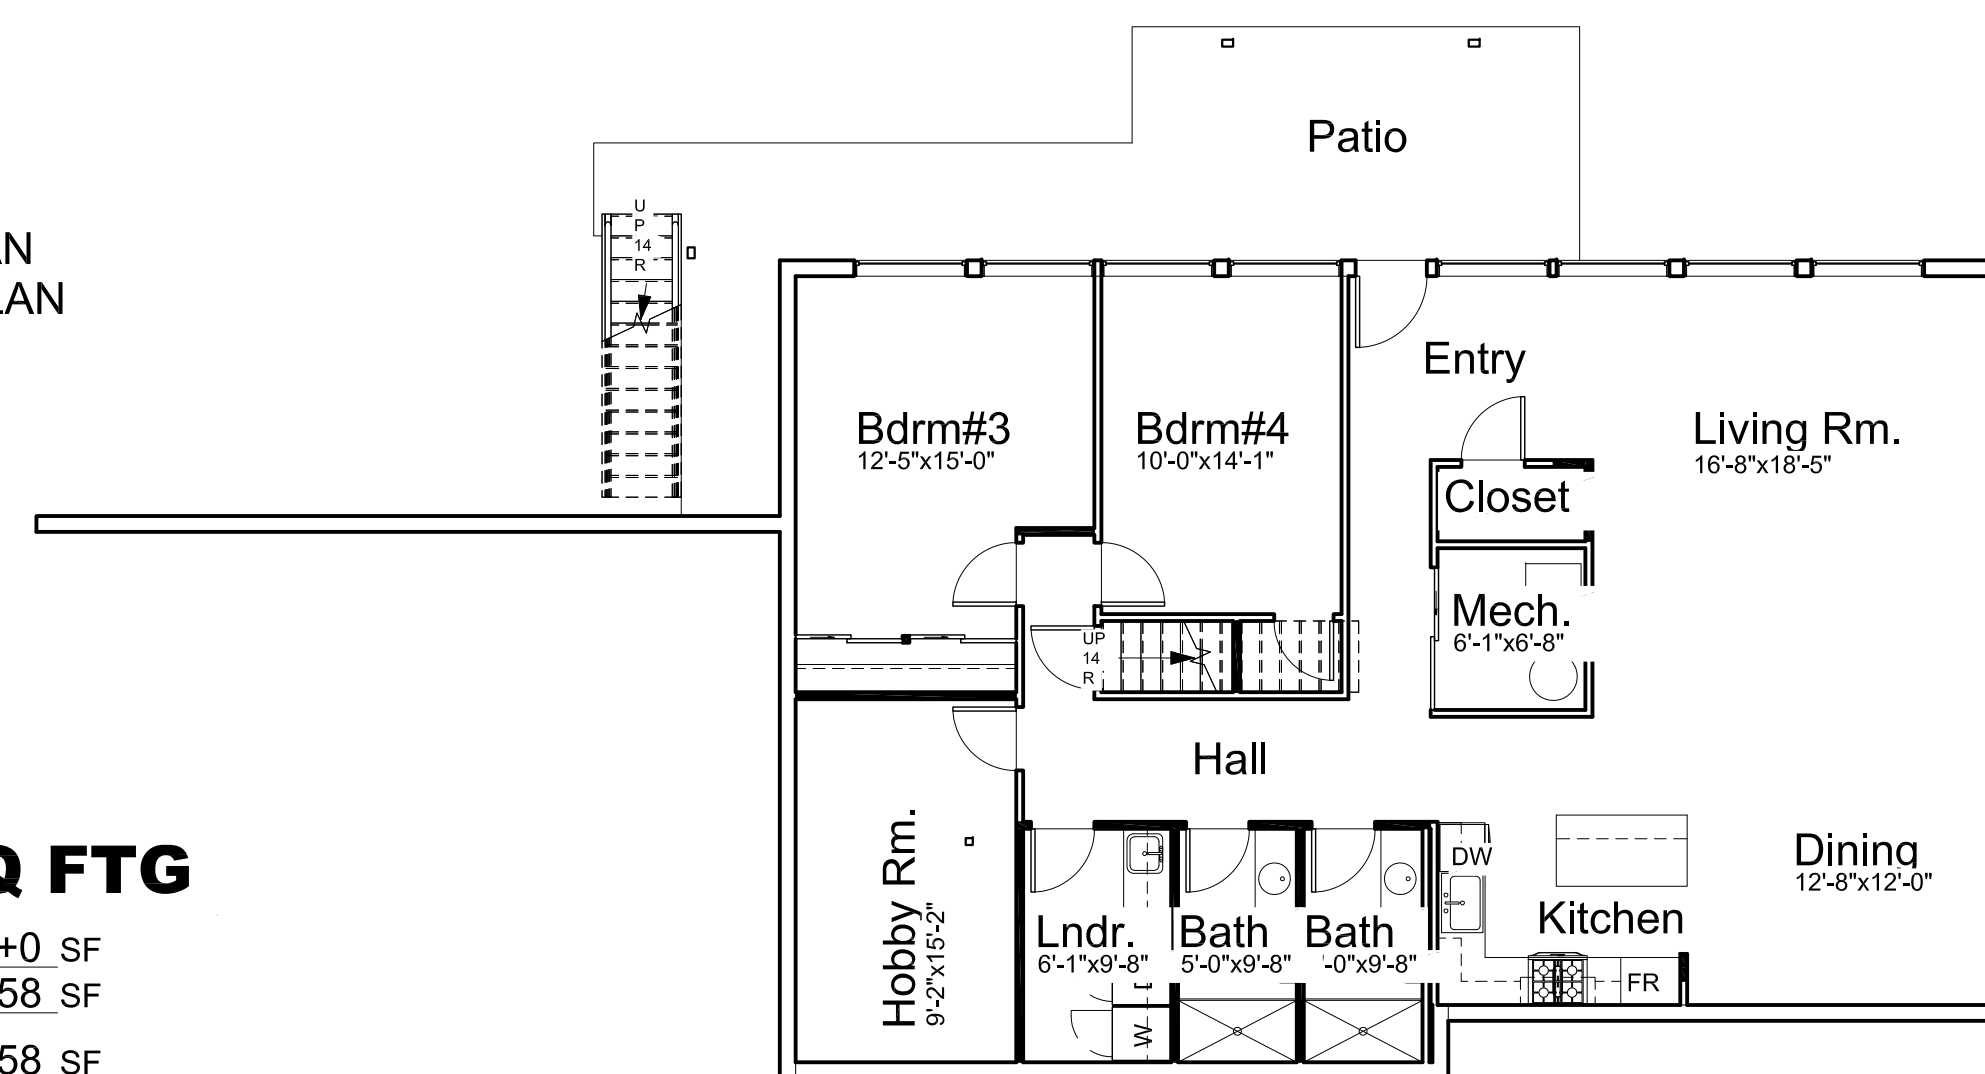 Patio
U
P
14
R
AN
LAN
Entry
Bdrm#3
12'-5"x15'-0"
Bdrm#4
10'-0"x14'-1"
Living Rm.
16'-8"x18'-5"
Closet
Mech.
6'-1"x6'-8"
UP
14
R
Hall
Hobby Rm.
9'-2"x15'-2"
DW
Dining
12'-8"x12'-0"
Kitchen
Lndr.
6'-1"x9'-8"
Bath
5'-0"x9'-8"
Bath
'-0"x9'-8"
FR
W
Q FTG
+0 SF
58 SF
58 SF